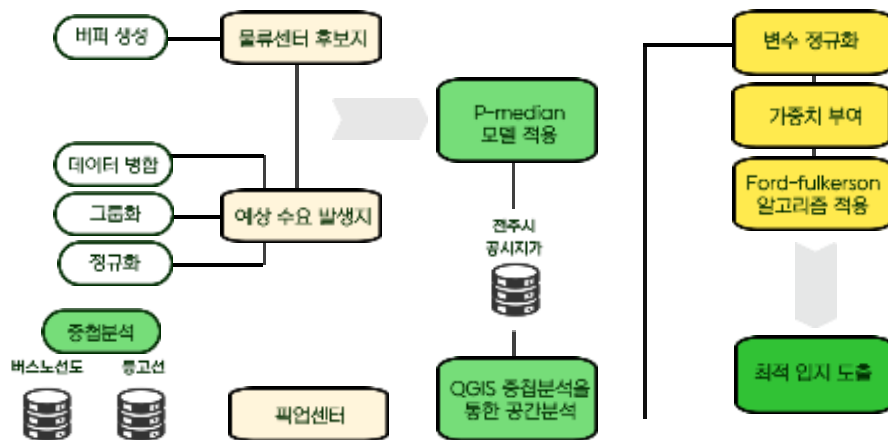 버퍼 생성
물류센터 후보지
데이터 병합
그룹화
정규화
예상 수요 발생지
중첩분석
버스노선도
등고선
픽업센터
P-median
모델 적용
전주시
공시지가
QGIS 중첩분석을
통한 공간분석
변수 정규화
가중치 부여
Ford-fulkerson
알고리즘 적용
최적 입지 도출